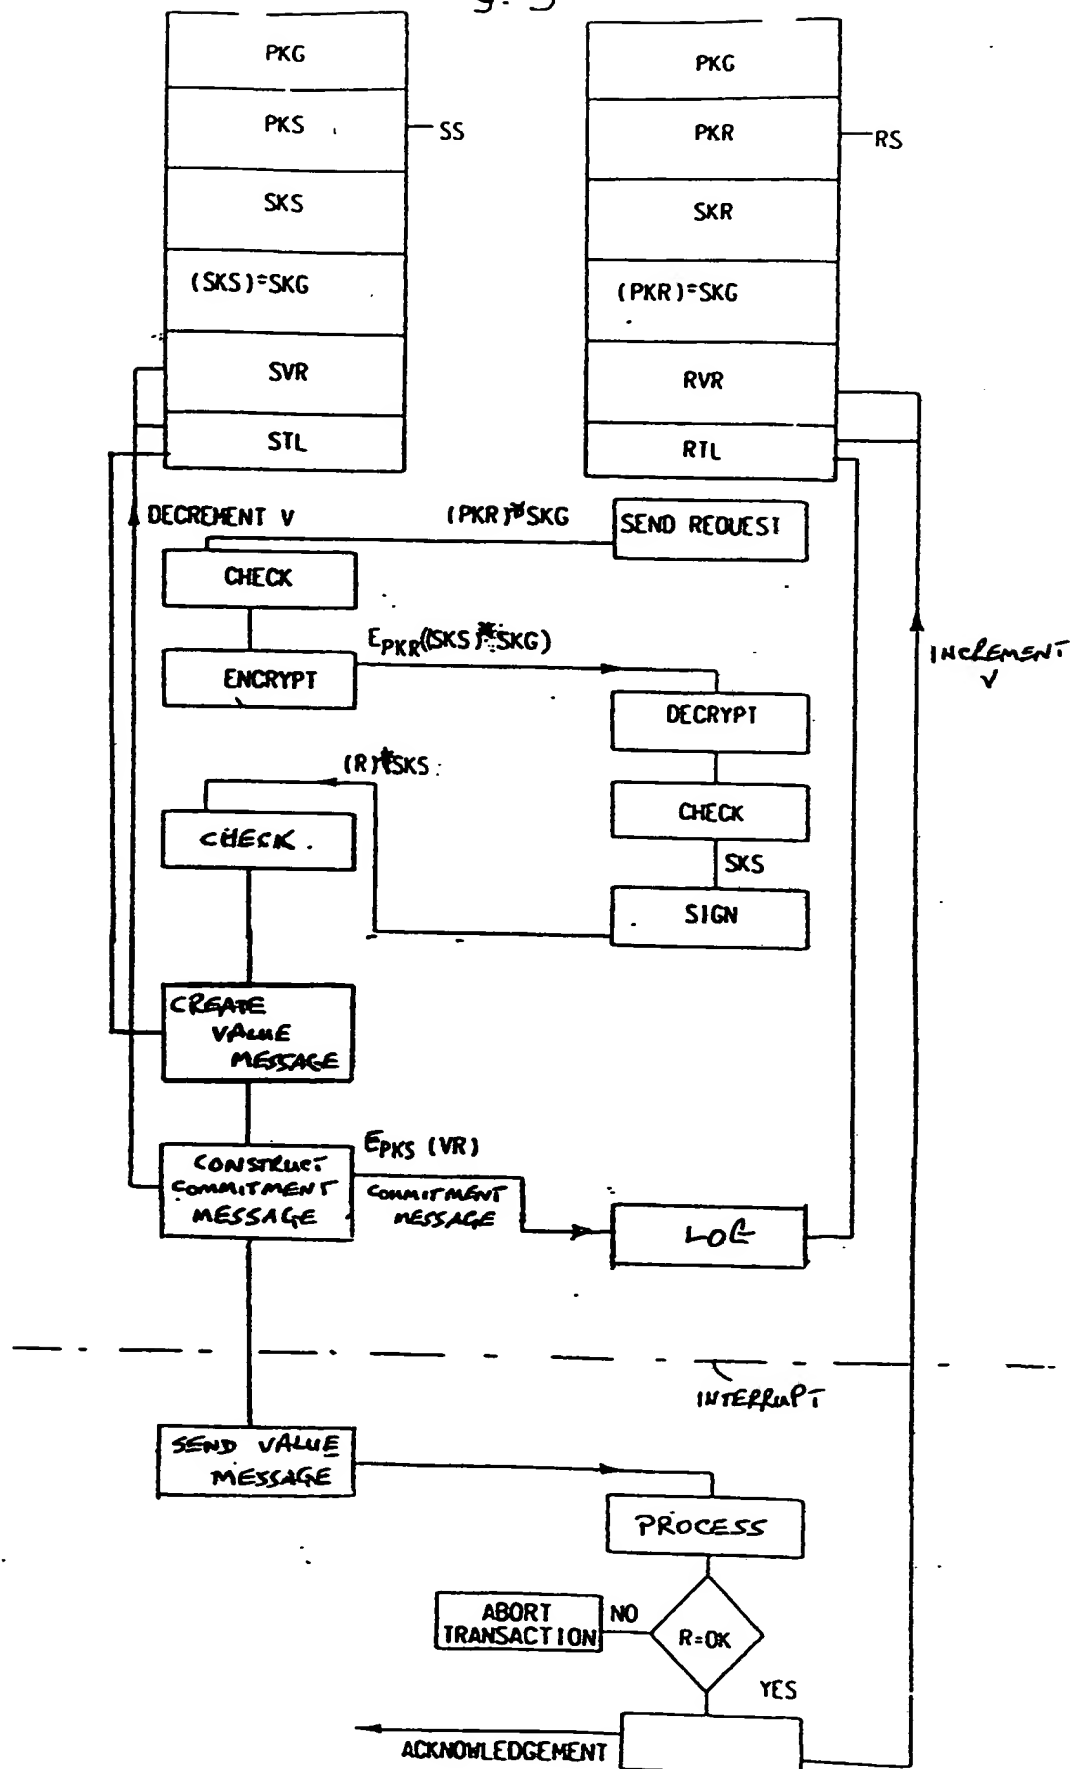 PKG
PKS
SS
SKS
(SKS)*SKG
SVR
STL
PKG
PKR
RS
SKR
(PKR)*SKG
RVR
RTL
DECREMENT V
(PKR)*SKG
SEND REQUEST
CHECK
EPKR((SKS)*SKG)
ENCRYPT
INCREMENT
V
DECRYPT
(R)*SKS
CHECK
CHECK.
SKS
SIGN
CREATE
VALUE
MESSAGE
EPKS (VR)
CONSTRUCT
COMMITMENT
MESSAGE
COMMITMENT
MESSAGE
LOG
INTERRUPT
SEND VALUE
MESSAGE
PROCESS
ABORT
TRANSACTION
NO
R=OK
YES
ACKNOWLEDGEMENT